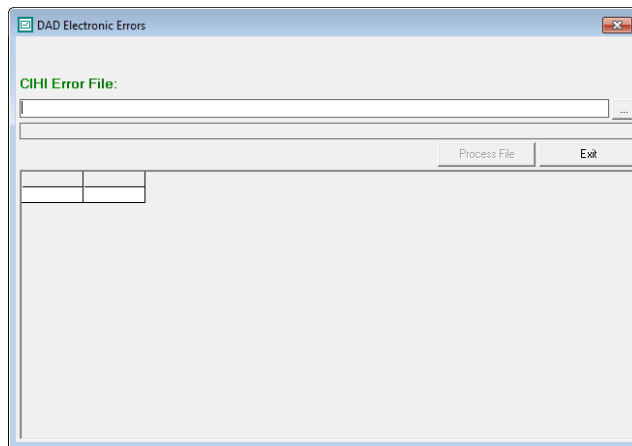 DAD Electronic Errors
CIHI Error File:
...
Process File Exit